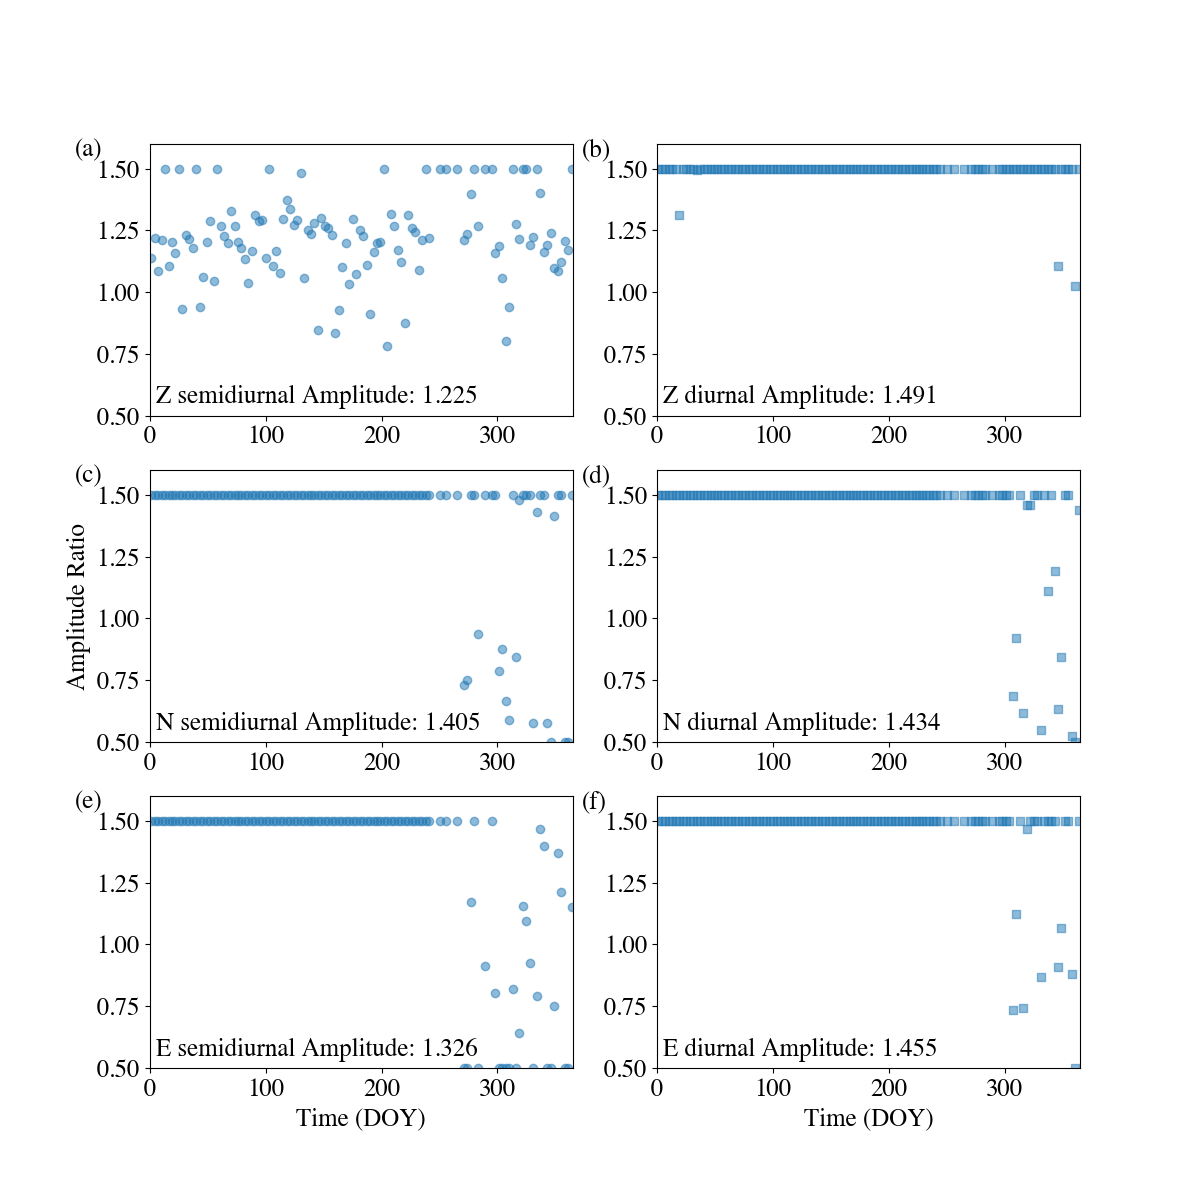 (a)
1.50
1.25
1.00
0.75
0.50
Z semidiurnal Amplitude: 1.225
0 100 200 300
(b)
1.50
1.25
1.00
0.75
0.50
Z diurnal Amplitude: 1.491
0 100 200 300
(c)
Amplitude Ratio
1.50
1.25
1.00
0.75
0.50
N semidiurnal Amplitude: 1.405
0 100 200 300
(d)
1.50
1.25
1.00
0.75
0.50
N diurnal Amplitude: 1.434
0 100 200 300
(e)
1.50
1.25
1.00
0.75
0.50
E semidiurnal Amplitude: 1.326
0 100 200 300
Time (DOY)
(f)
1.50
1.25
1.00
0.75
0.50
E diurnal Amplitude: 1.455
0 100 200 300
Time (DOY)